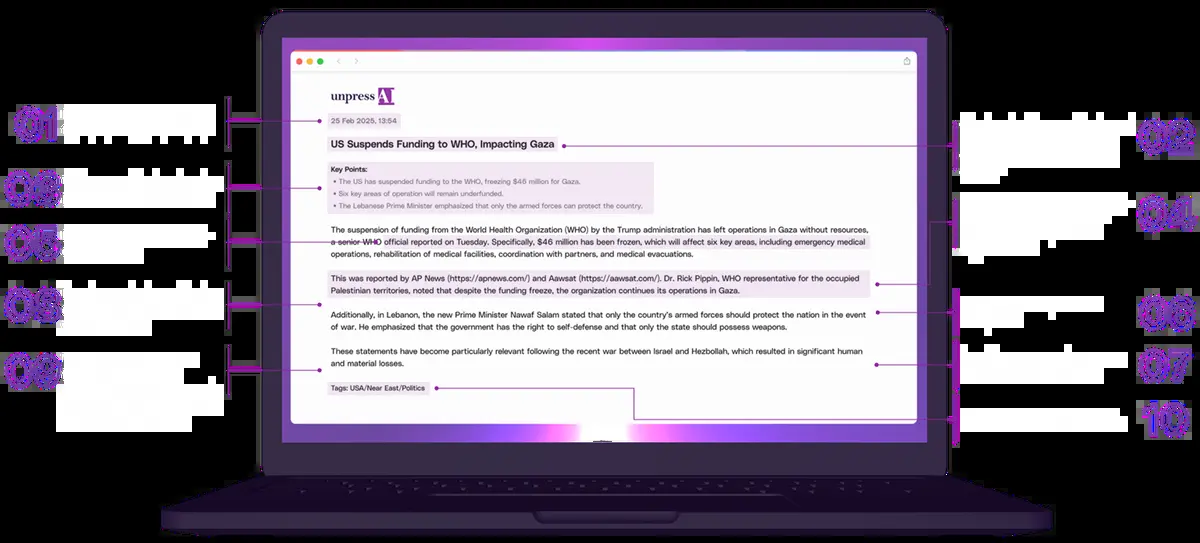 unpress AI
25 Feb 2025, 13:54
US Suspends Funding to WHO, Impacting Gaza
Key Points:
• The US has suspended funding to the WHO, freezing $46 million for Gaza.
• Six key areas of operation will remain underfunded.
• The Lebanese Prime Minister emphasized that only the armed forces can protect the country.
The suspension of funding from the World Health Organization (WHO) by the Trump administration has left operations in Gaza without resources,
a senior WHO official reported on Tuesday. Specifically, $46 million has been frozen, which will affect six key areas, including emergency medical
operations, rehabilitation of medical facilities, coordination with partners, and medical evacuations.
This was reported by AP News (https://apnews.com/) and Aawsat (https://aawsat.com/). Dr. Rick Pippin, WHO representative for the occupied
Palestinian territories, noted that despite the funding freeze, the organization continues its operations in Gaza.
Additionally, in Lebanon, the new Prime Minister Nawaf Salam stated that only the country's armed forces should protect the nation in the event
of war. He emphasized that the government has the right to self-defense and that only the state should possess weapons.
These statements have become particularly relevant following the recent war between Israel and Hezbollah, which resulted in significant human
and material losses.
Tags: USA/Near East/Politics
01
03
05
08
09
02
04
06
07
10